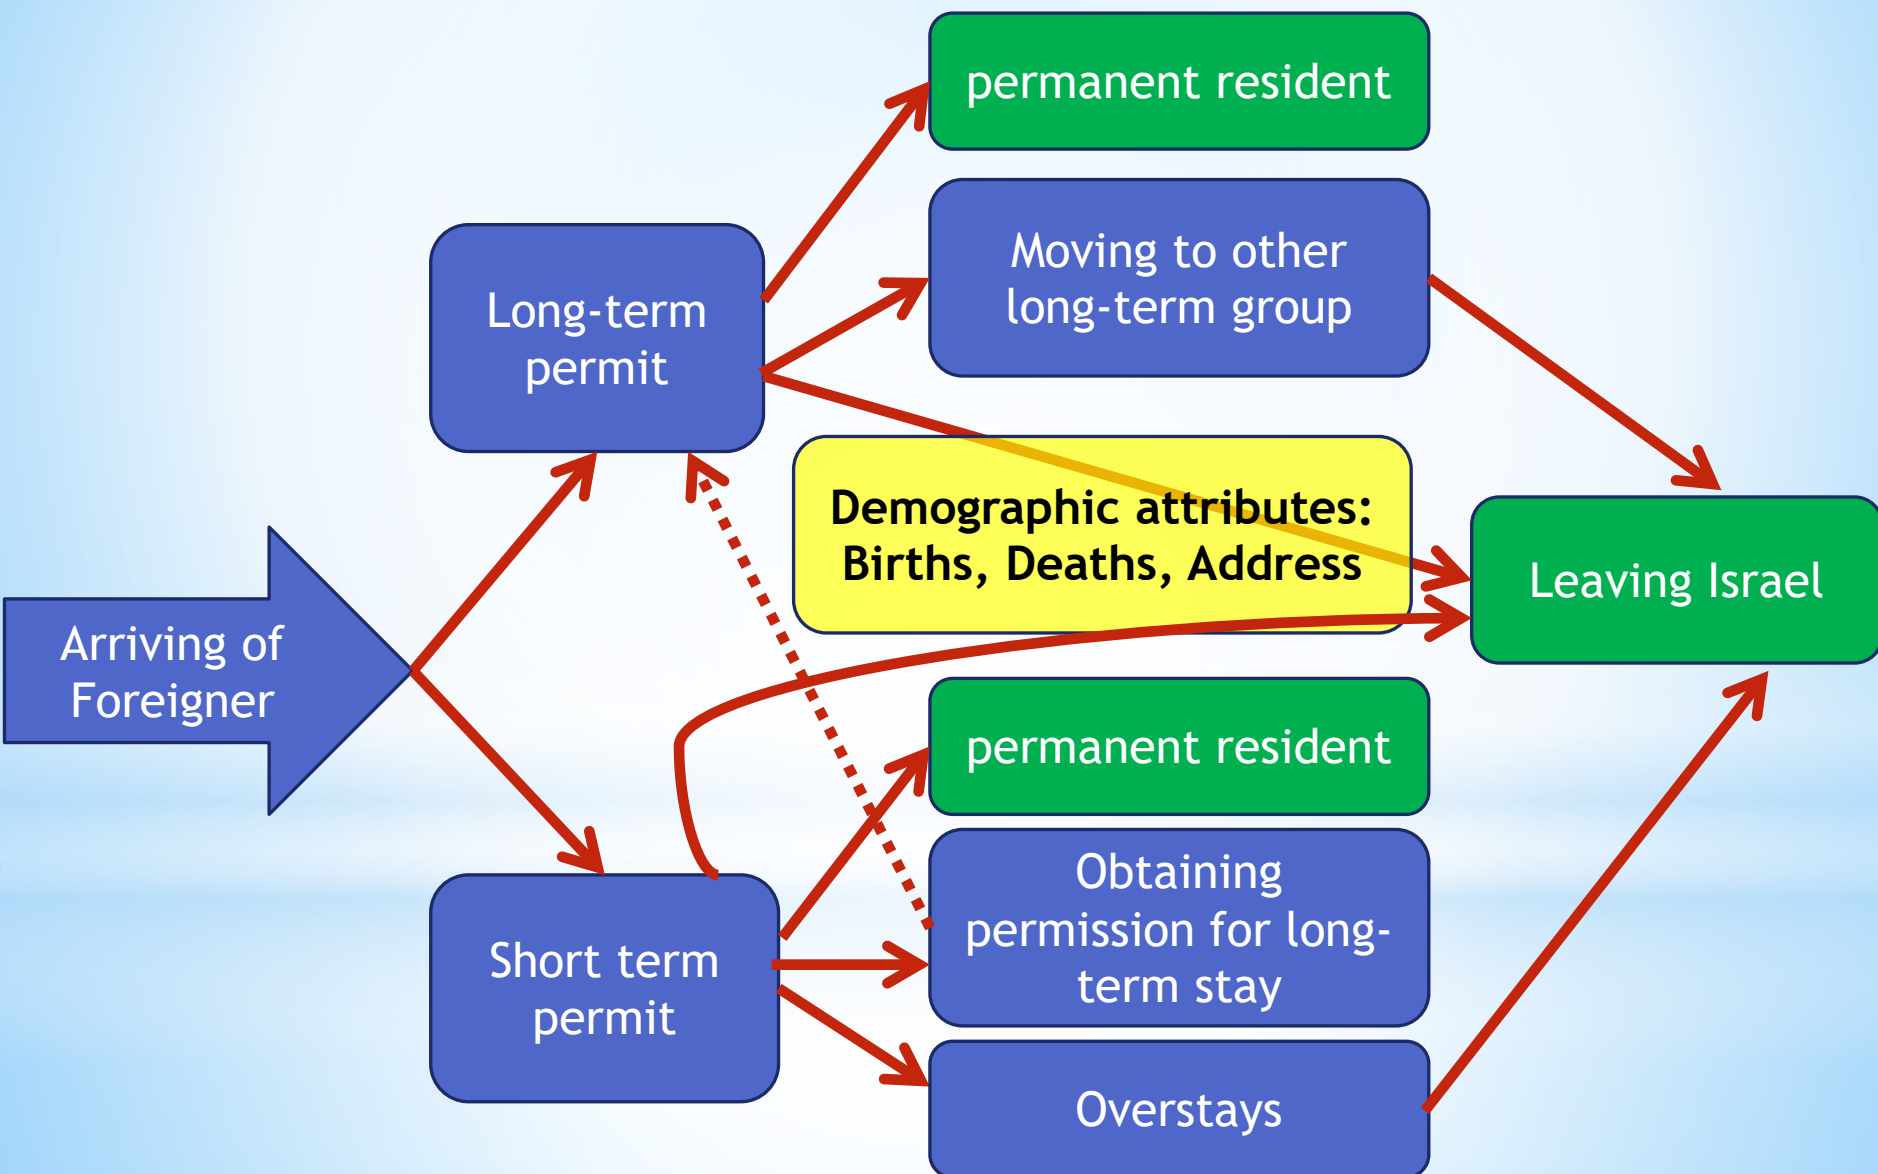 permanent resident
Moving to other
long-term group
Long-term
permit
Demographic attributes:
Births, Deaths, Address
Leaving Israel
Arriving of
Foreigner
permanent resident
Obtaining
permission for long-
term stay
Short term
permit
Overstays